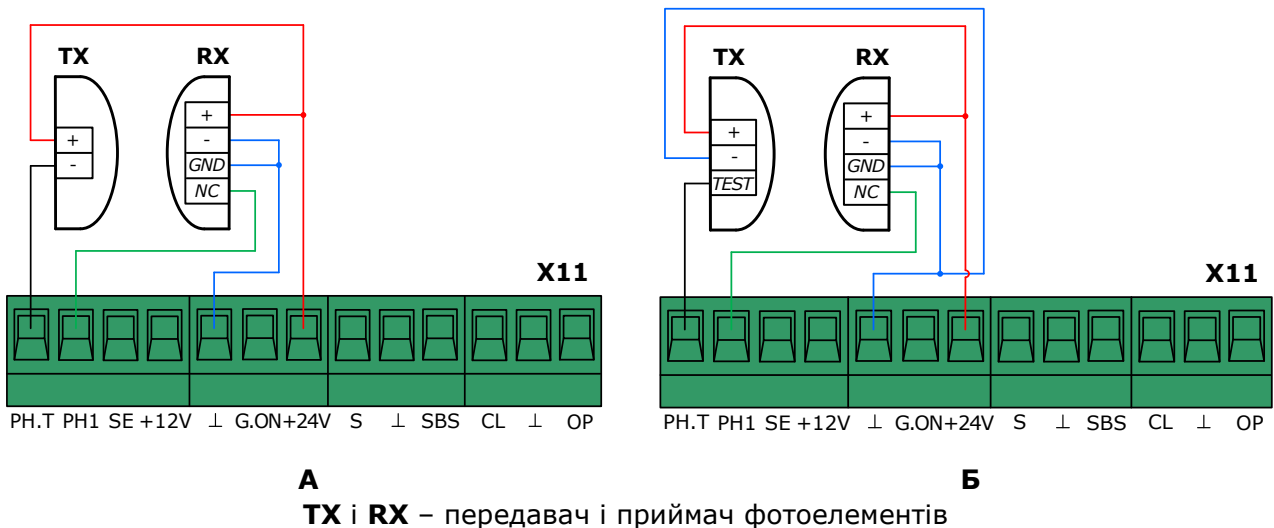 TX RX TX RX
+ + + +
- - - -
GND GND
NC TEST NC
X11 X11
PH.T PH1 SE +12V ⊥ G.ON+24V S ⊥ SBS CL ⊥ OP
PH.T PH1 SE +12V ⊥ G.ON+24V S ⊥ SBS CL ⊥ OP
А Б
TX і RX – передавач і приймач фотоелементів